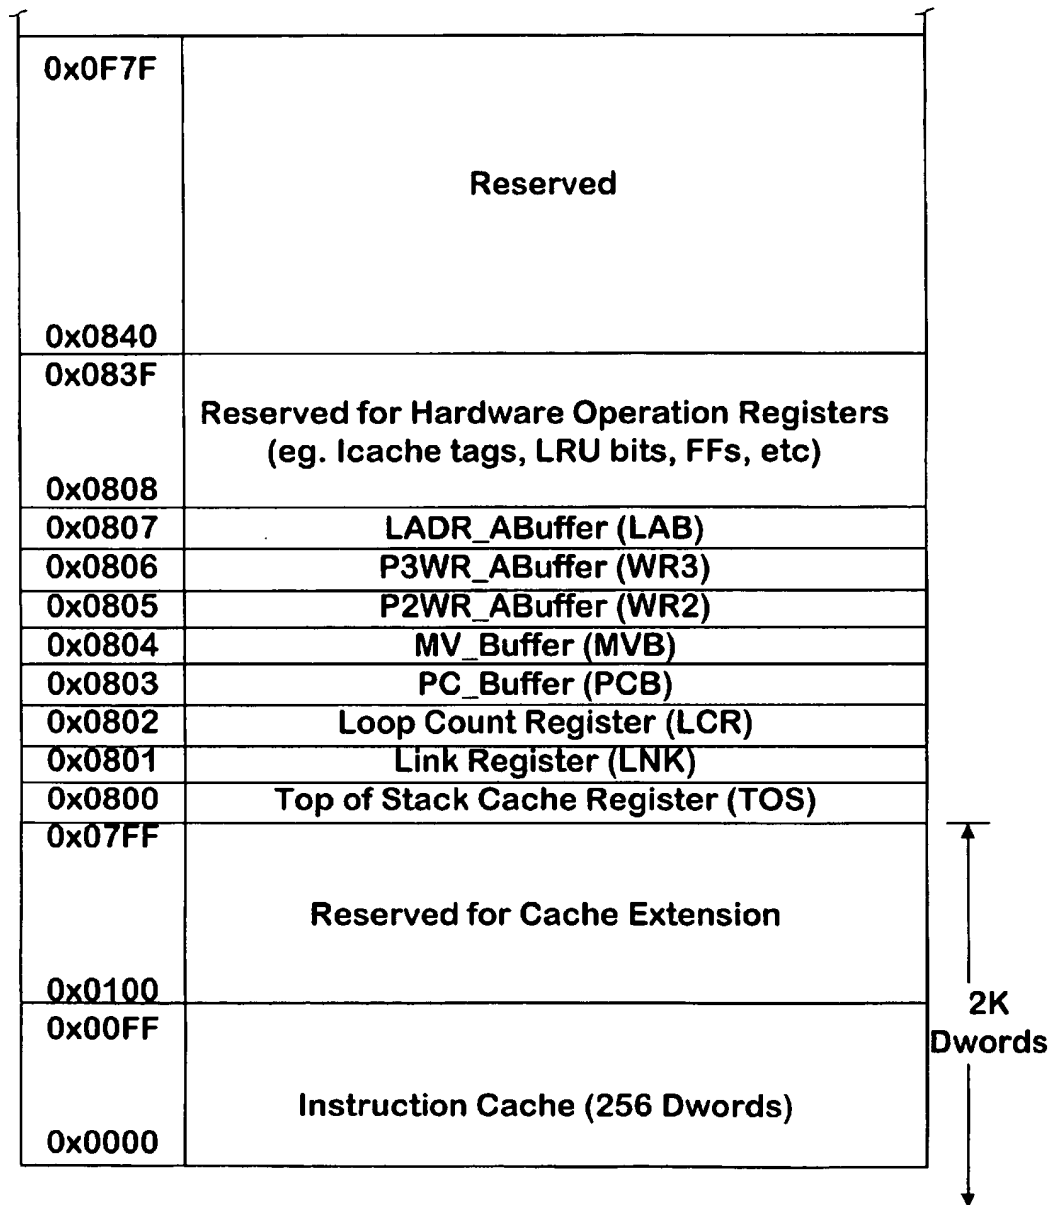 0x0F7F
Reserved
0x0840
0x083F
Reserved for Hardware Operation Registers
(eg. Icache tags, LRU bits, FFs, etc)
0x0808
0x0807 LADR_ABuffer (LAB)
0x0806 P3WR_ABuffer (WR3)
0x0805 P2WR_ABuffer (WR2)
0x0804 MV_Buffer (MVB)
0x0803 PC_Buffer (PCB)
0x0802 Loop Count Register (LCR)
0x0801 Link Register (LNK)
0x0800 Top of Stack Cache Register (TOS)
0x07FF
Reserved for Cache Extension
0x0100
2K
Dwords
0x00FF
Instruction Cache (256 Dwords)
0x0000